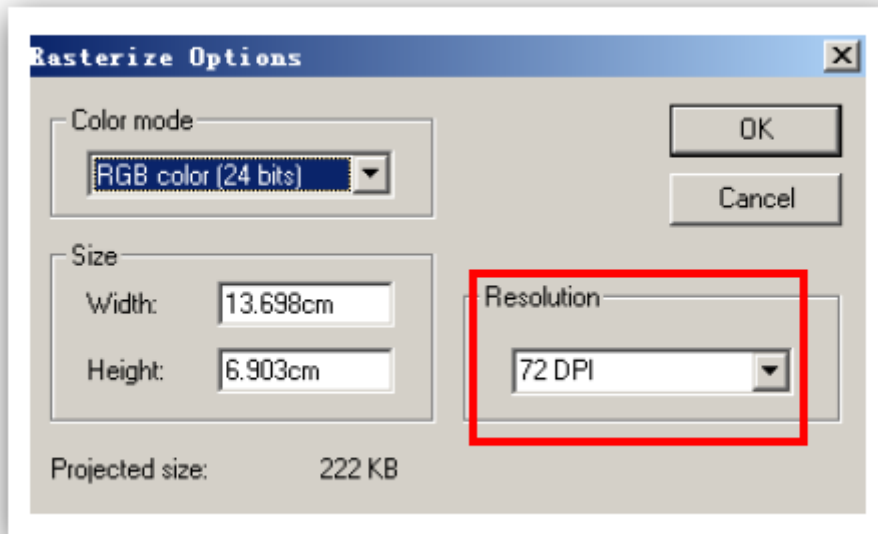 Rasterize Options
Color mode
OK
RGB color (24 bits)
Cancel
Size
Width: 13.698cm
Resolution
Height: 6.903cm
72 DPI
Projected size: 222 KB